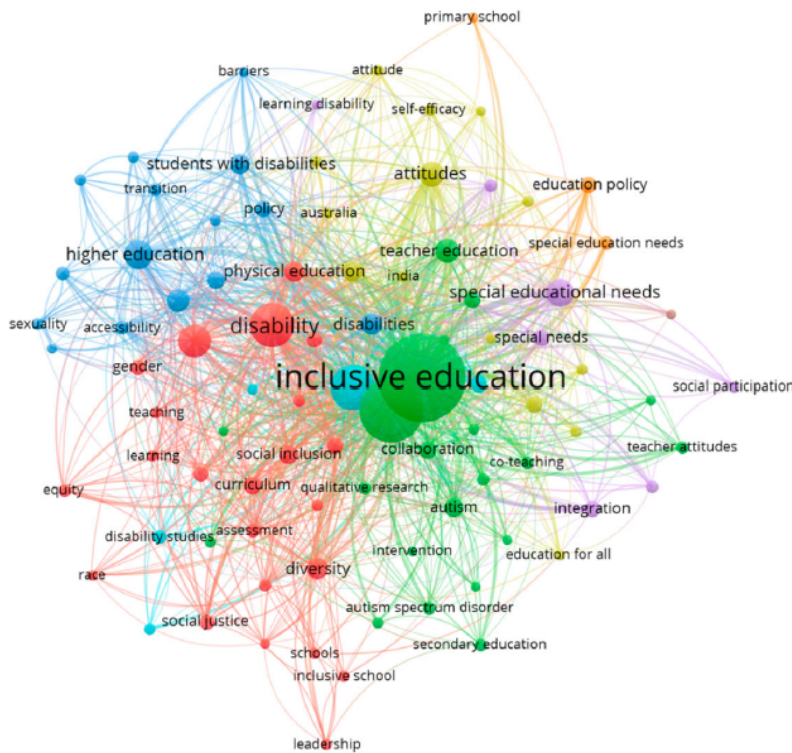 primary school
barriers
attitude
learning disability
self-efficacy
students with disabilities
attitudes
transition
education policy
policy
australia
higher education
teacher education
special education needs
physical education
india
special educational needs
sexuality
accessibility
disability
disabilities
special needs
gender
inclusive education
social participation
teaching
learning
social inclusion
collaboration
teacher attitudes
co-teaching
equity
curriculum
qualitative research
disability studies
assessment
autism
integration
intervention
education for all
race
diversity
autism spectrum disorder
social justice
secondary education
schools
inclusive school
leadership